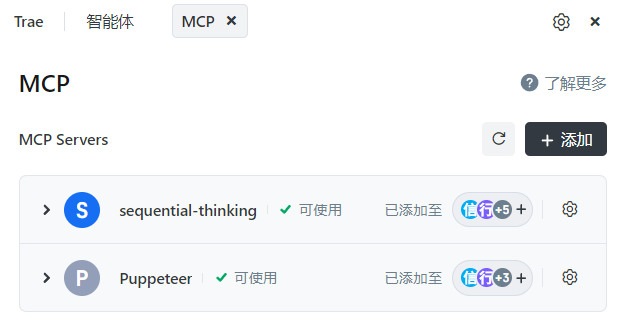 Trae 智能体 MCP
MCP ? 了解更多
MCP Servers + 添加
S sequential-thinking 可使用 已添加至 信 行 +5 +
P Puppeteer 可使用 已添加至 信 行 +3 +